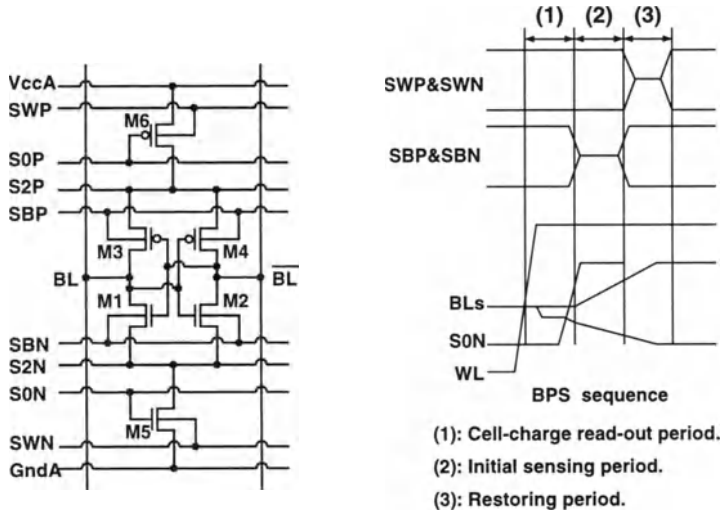 VccA
SWP
M6
S0P
S2P
SBP
M3
M4
BL
BL
M1
M2
SBN
S2N
S0N
M5
SWN
GndA
(1) (2) (3)
SWP&SWN
SBP&SBN
BLs
S0N
WL
BPS sequence
(1): Cell-charge read-out period.
(2): Initial sensing period.
(3): Restoring period.